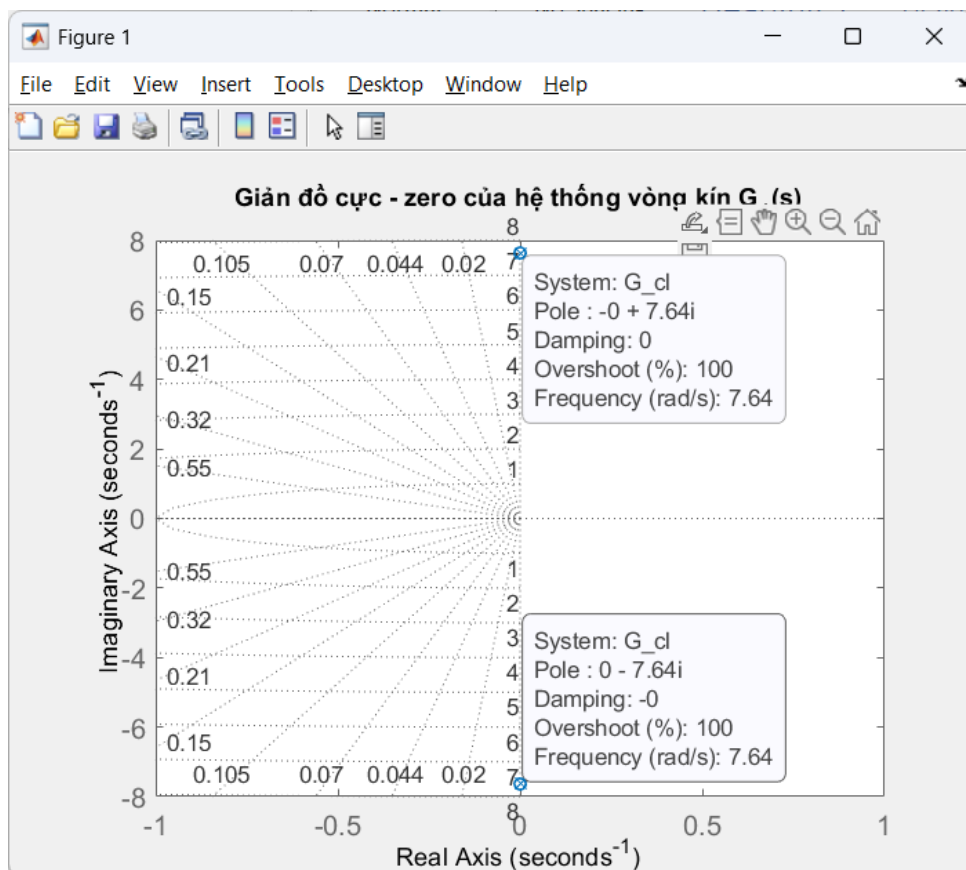 Figure 1
File Edit View Insert Tools Desktop Window Help
Giản đồ cực - zero của hệ thống vòng kín G (s)
8
8
0.105 0.07 0.044 0.02 7
0.15
6
6
5
0.21
4
4
3
0.32
2
2
0.55
1
0
0.55
1
-2
2
0.32
3
-4
4
0.21
5
-6
6
0.15
0.105 0.07 0.044 0.02 7
-8
8
-1 -0.5 0 0.5 1
Imaginary Axis (seconds⁻¹)
Real Axis (seconds⁻¹)
System: G_cl
Pole : -0 + 7.64i
Damping: 0
Overshoot (%): 100
Frequency (rad/s): 7.64
System: G_cl
Pole : 0 - 7.64i
Damping: -0
Overshoot (%): 100
Frequency (rad/s): 7.64